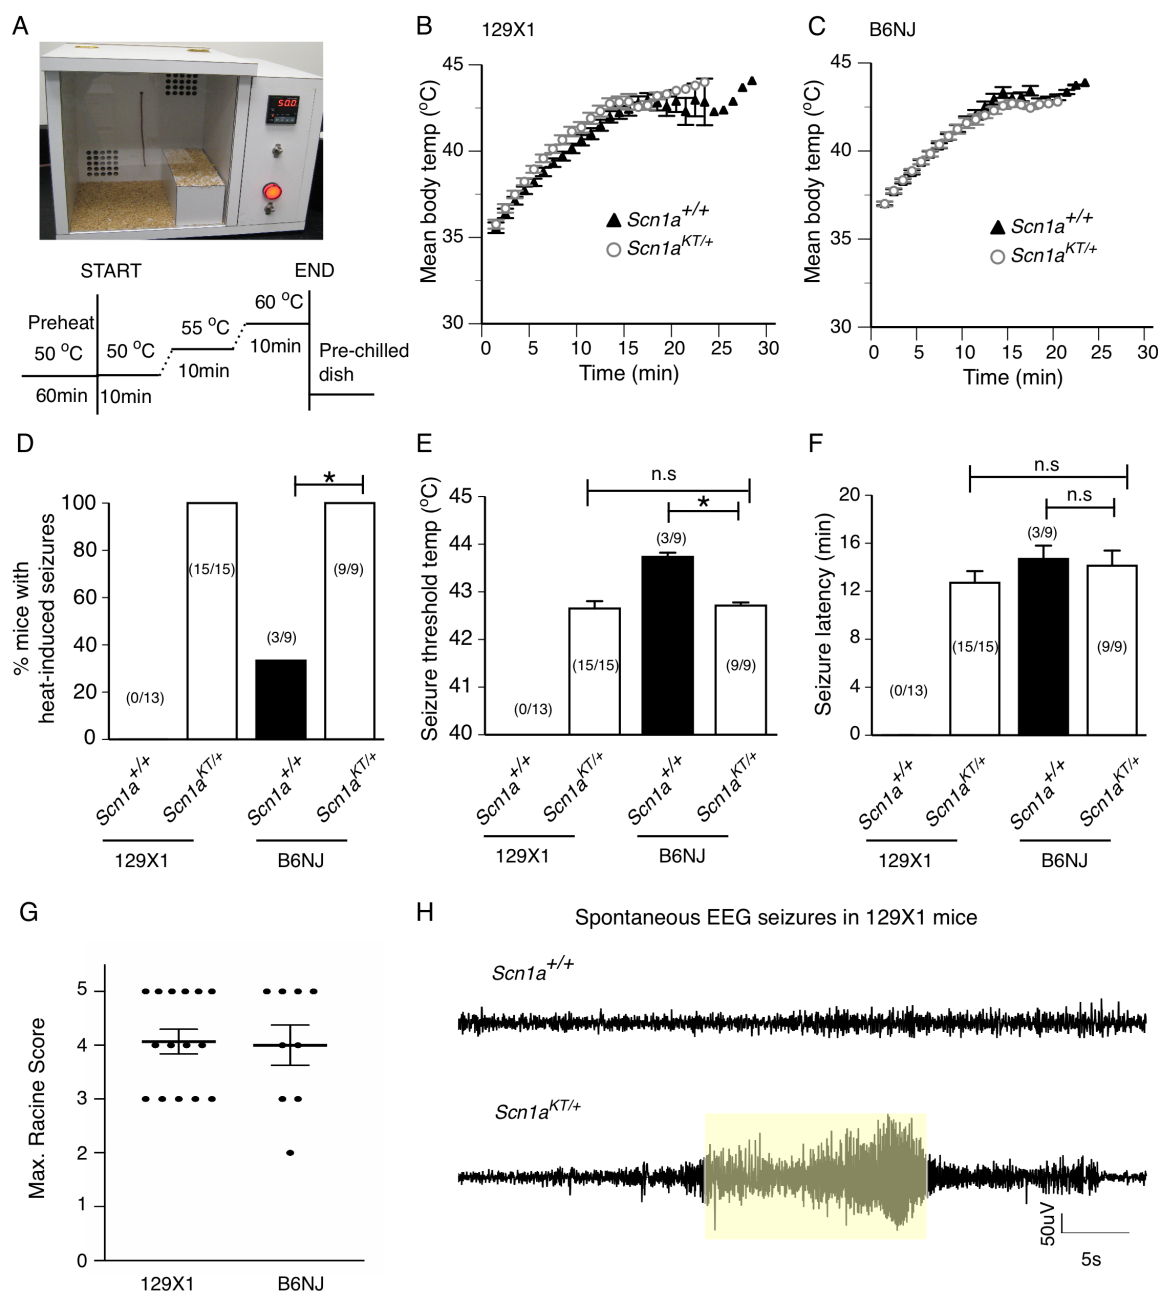 A
50.0
START
END
Preheat
50 °C
50 °C
55 °C
60 °C
60min
10min
10min
10min
Pre-chilled
dish
B
129X1
Mean body temp (°C)
45
40
35
30
Scn1a+/+
Scn1aKT/+
0 5 10 15 20 25 30
Time (min)
C
B6NJ
Mean body temp (°C)
45
40
35
30
Scn1a+/+
Scn1aKT/+
0 5 10 15 20 25 30
Time (min)
D
% mice with
heat-induced seizures
100
80
60
40
20
0
*
(0/13)
(15/15)
(3/9)
(9/9)
Scn1a+/+
Scn1aKT/+
Scn1a+/+
Scn1aKT/+
129X1
B6NJ
E
Seizure threshold temp (°C)
45
44
43
42
41
40
n.s
*
(0/13)
(15/15)
(3/9)
(9/9)
Scn1a+/+
Scn1aKT/+
Scn1a+/+
Scn1aKT/+
129X1
B6NJ
F
Seizure latency (min)
20
16
12
8
4
0
n.s
n.s
(0/13)
(15/15)
(3/9)
(9/9)
Scn1a+/+
Scn1aKT/+
Scn1a+/+
Scn1aKT/+
129X1
B6NJ
G
Max. Racine Score
5
4
3
2
1
0
129X1
B6NJ
H
Spontaneous EEG seizures in 129X1 mice
Scn1a+/+
Scn1aKT/+
50uV
5s